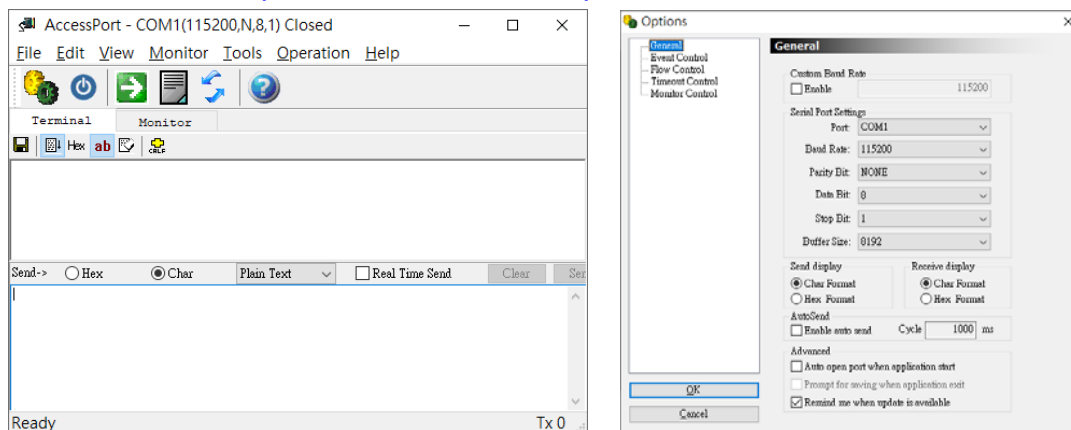 AccessPort - COM1(115200,N,8,1) Closed
File Edit View Monitor Tools Operation Help
Terminal Monitor
Hex ab CRLF
Send-> Hex Char Plain Text Real Time Send Clear Ser
Ready Tx 0
Options
General
Event Control
Flow Control
Timeout Control
Monitor Control
OK
Cancel
General
Custom Baud Rate
Enable 115200
Serial Port Settings
Port: COM1
Baud Rate: 115200
Parity Bit: NONE
Data Bit: 8
Stop Bit: 1
Buffer Size: 8192
Send display Receive display
Char Format Char Format
Hex Format Hex Format
AutoSend
Enable auto send Cycle 1000 ms
Advanced
Auto open port when application start
Prompt for saving when application exit
Remind me when update is available